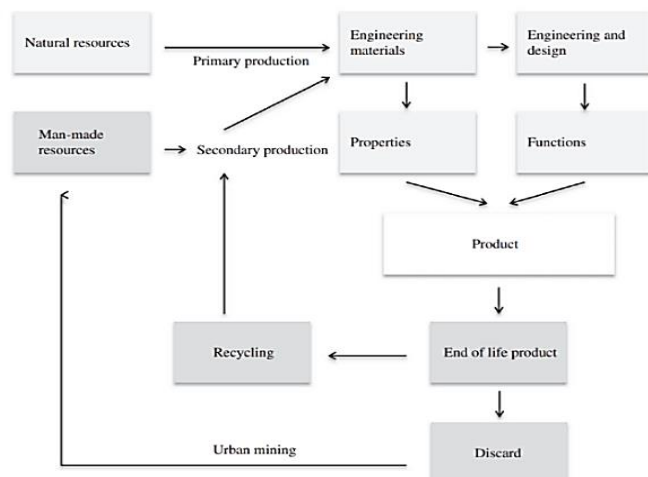 Natural resources
Primary production
Engineering
materials
Engineering and
design
Man-made
resources
Secondary production
Properties
Functions
Product
Recycling
End of life product
Urban mining
Discard